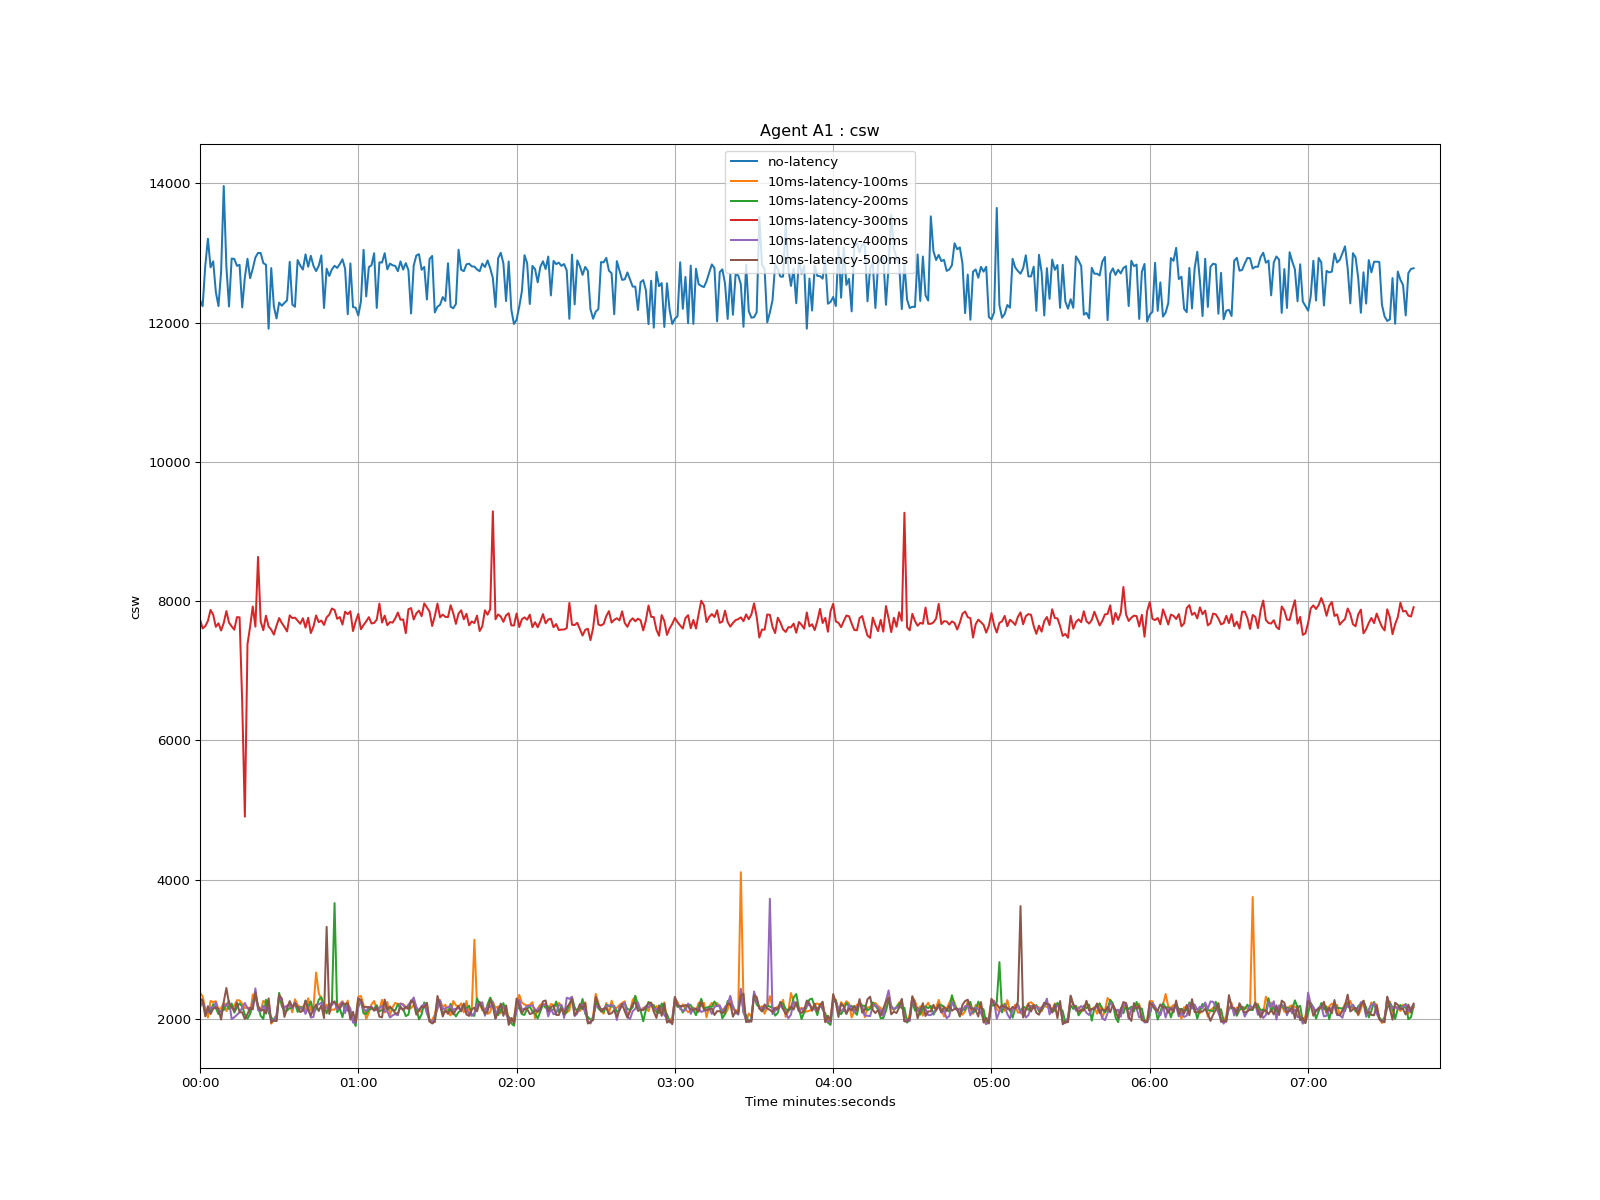 Agent A1 : csw
no-latency
10ms-latency-100ms
10ms-latency-200ms
10ms-latency-300ms
10ms-latency-400ms
10ms-latency-500ms
14000
12000
10000
8000
6000
4000
2000
csw
00:00 01:00 02:00 03:00 04:00 05:00 06:00 07:00
Time minutes:seconds